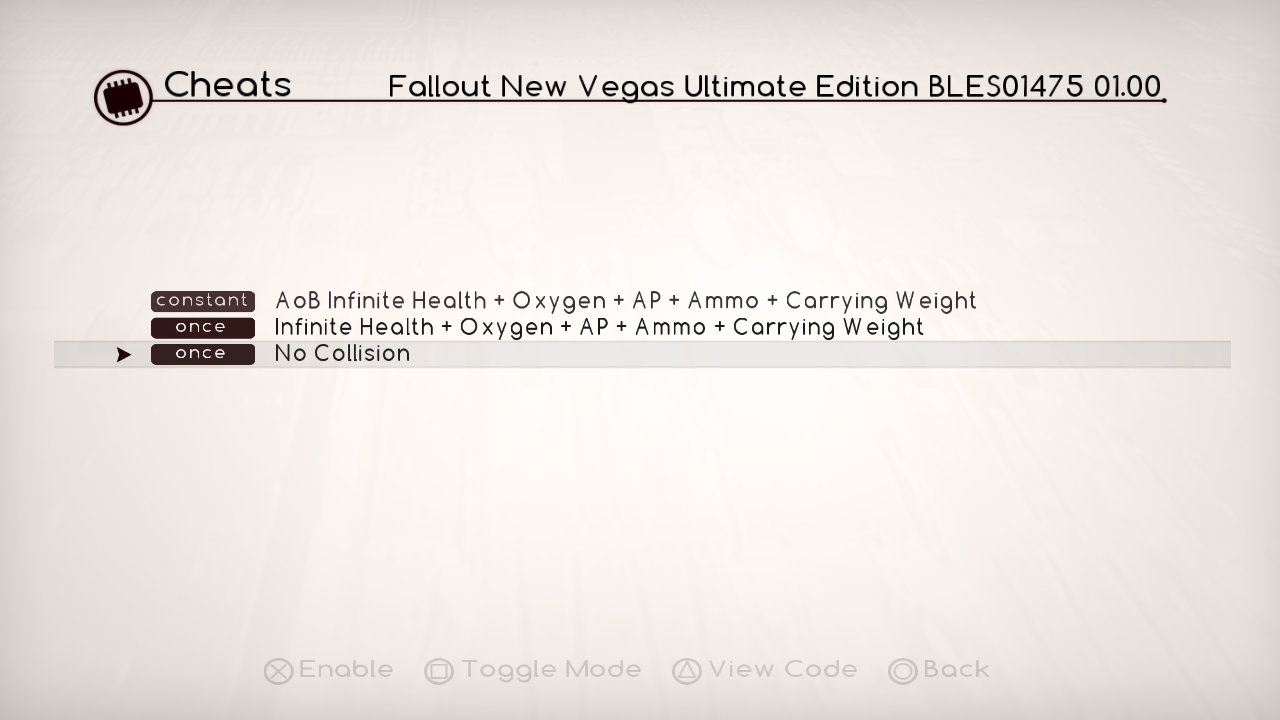 Cheats
Fallout New Vegas Ultimate Edition BLES01475 01.00
constant AoB Infinite Health + Oxygen + AP + Ammo + Carrying Weight
once Infinite Health + Oxygen + AP + Ammo + Carrying Weight
once No Collision
Enable Toggle Mode View Code Back